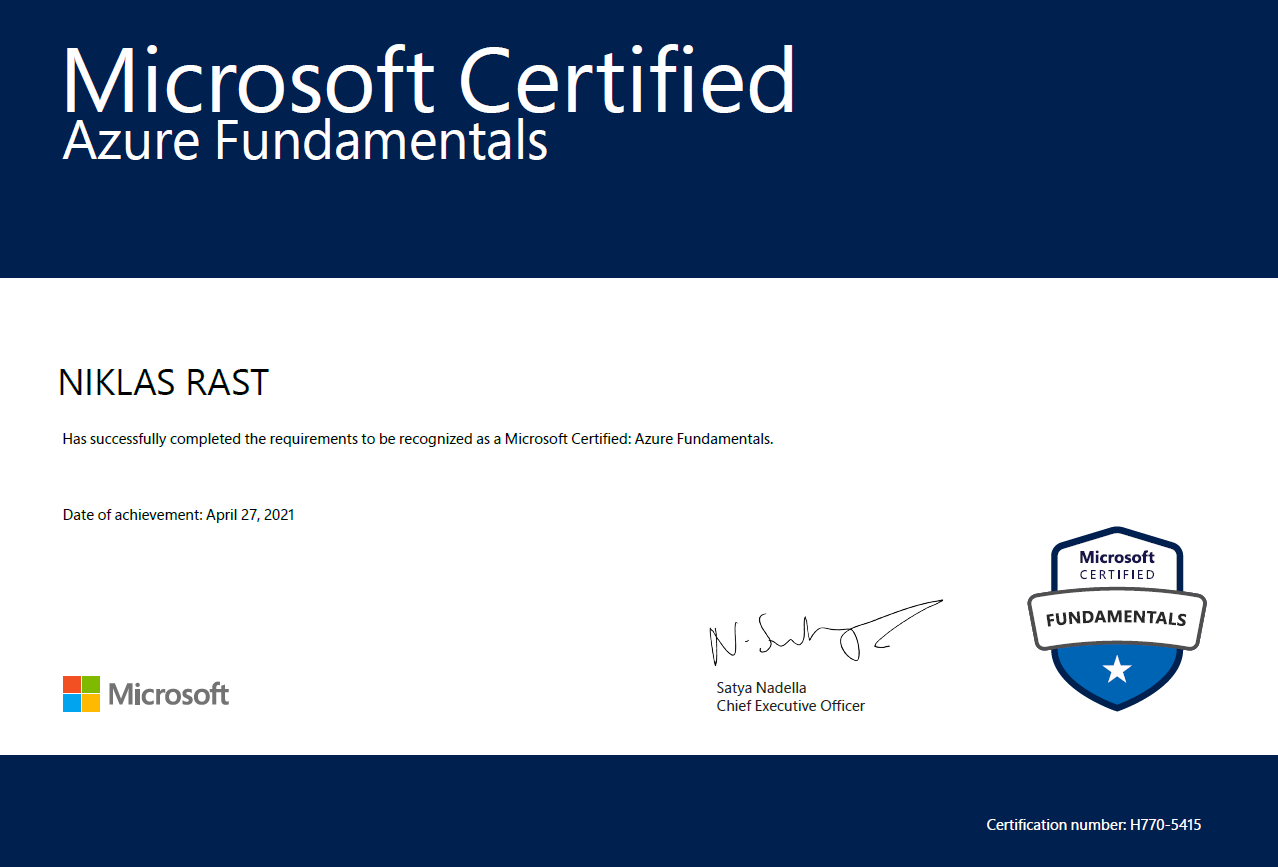 Microsoft Certified
Azure Fundamentals
NIKLAS RAST
Has successfully completed the requirements to be recognized as a Microsoft Certified: Azure Fundamentals.
Date of achievement: April 27, 2021
Microsoft
CERTIFIED
FUNDAMENTALS
Satya Nadella
Chief Executive Officer
Microsoft
Certification number: H770-5415